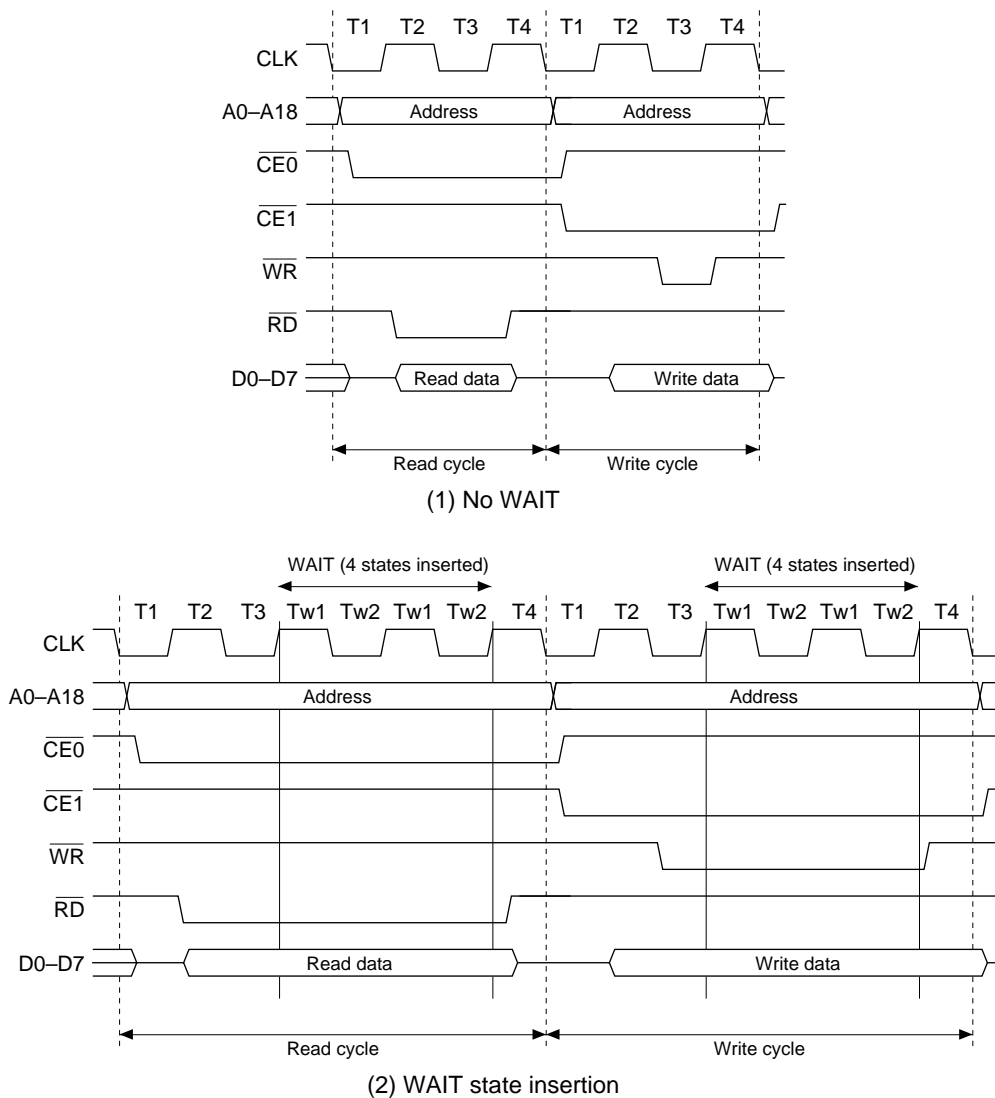 T1 T2 T3 T4 T1 T2 T3 T4
CLK
A0–A18 Address Address
CE0
CE1
WR
RD
D0–D7 Read data Write data
Read cycle Write cycle
(1) No WAIT
WAIT (4 states inserted) WAIT (4 states inserted)
T1 T2 T3 Tw1 Tw2 Tw1 Tw2 T4 T1 T2 T3 Tw1 Tw2 Tw1 Tw2 T4
CLK
A0–A18 Address Address
CE0
CE1
WR
RD
D0–D7 Read data Write data
Read cycle Write cycle
(2) WAIT state insertion